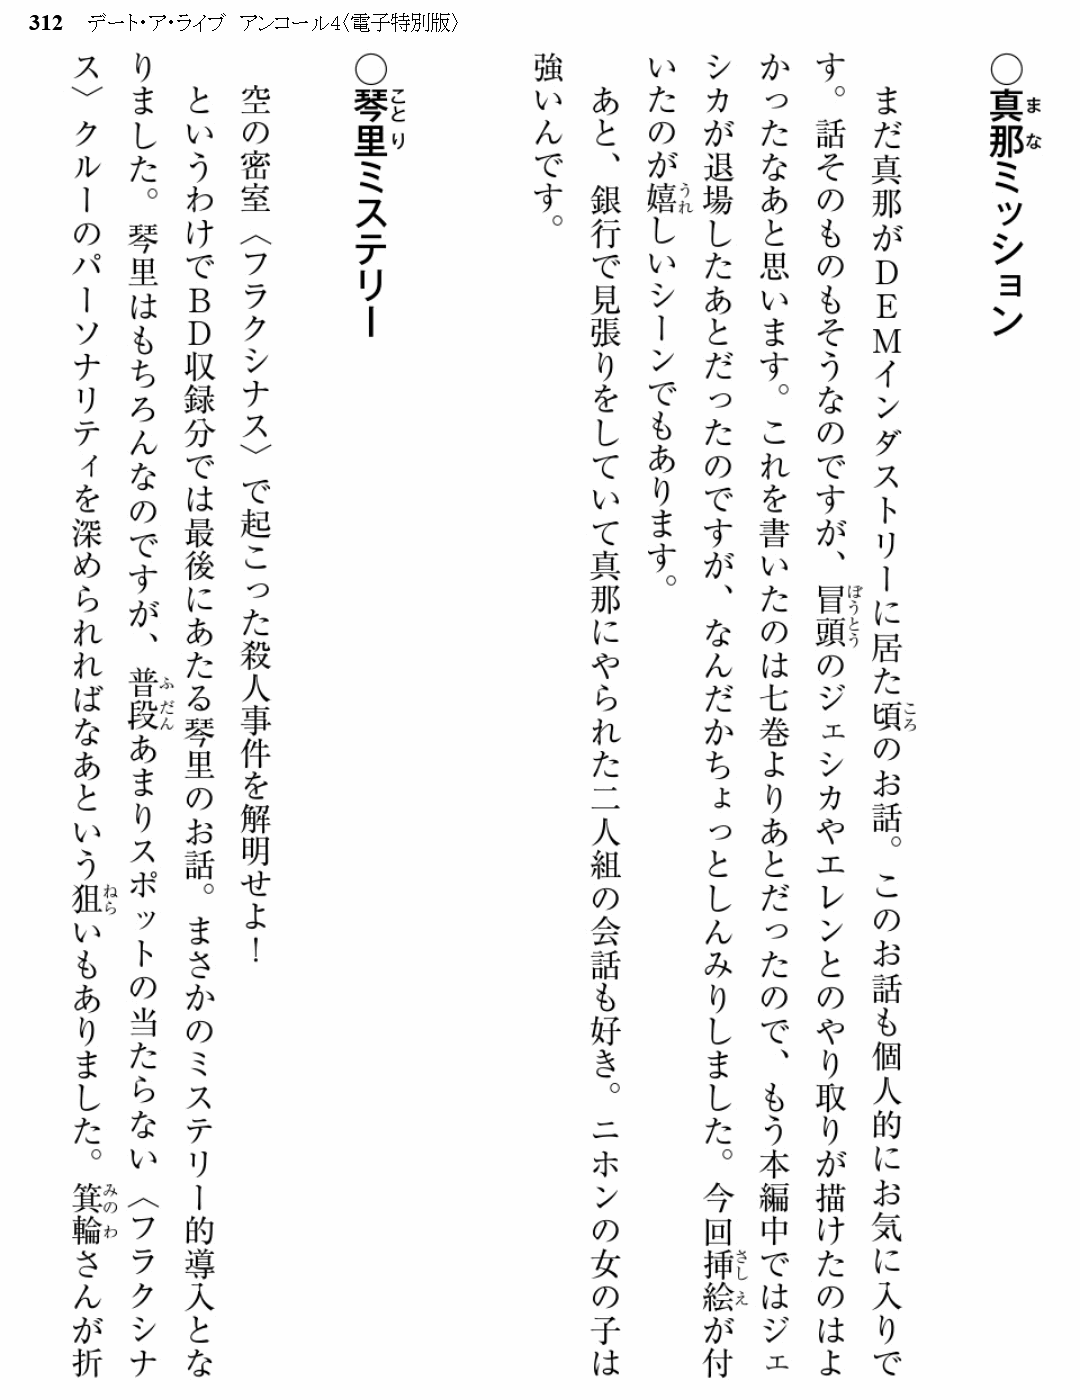 312 デート・ア・ライブ アンコール4〈電子特別版〉
○真那ミッション
まだ真那がＤＥＭインダストリーに居た頃のお話。このお話も個人的にお気に入りで
す。話そのものもそうなのですが、冒頭のジェシカやエレンとのやり取りが描けたのはよ
かったなあと思います。これを書いたのは七巻よりあとだったので、もう本編中ではジェ
シカが退場したあとだったのですが、なんだかちょっとしんみりしました。今回挿絵が付
いたのが嬉しいシーンでもあります。
あと、銀行で見張りをしていて真那にやられた二人組の会話も好き。ニホンの女の子は
強いんです。
○琴里ミステリー
空の密室〈フラクシナス〉で起こった殺人事件を解明せよ！
というわけでＢＤ収録分では最後にあたる琴里のお話。まさかのミステリー的導入とな
りました。琴里はもちろんなのですが、普段あまりスポットの当たらない〈フラクシナ
ス〉クルーのパーソナリティを深められればなあという狙いもありました。箕輪さんが折